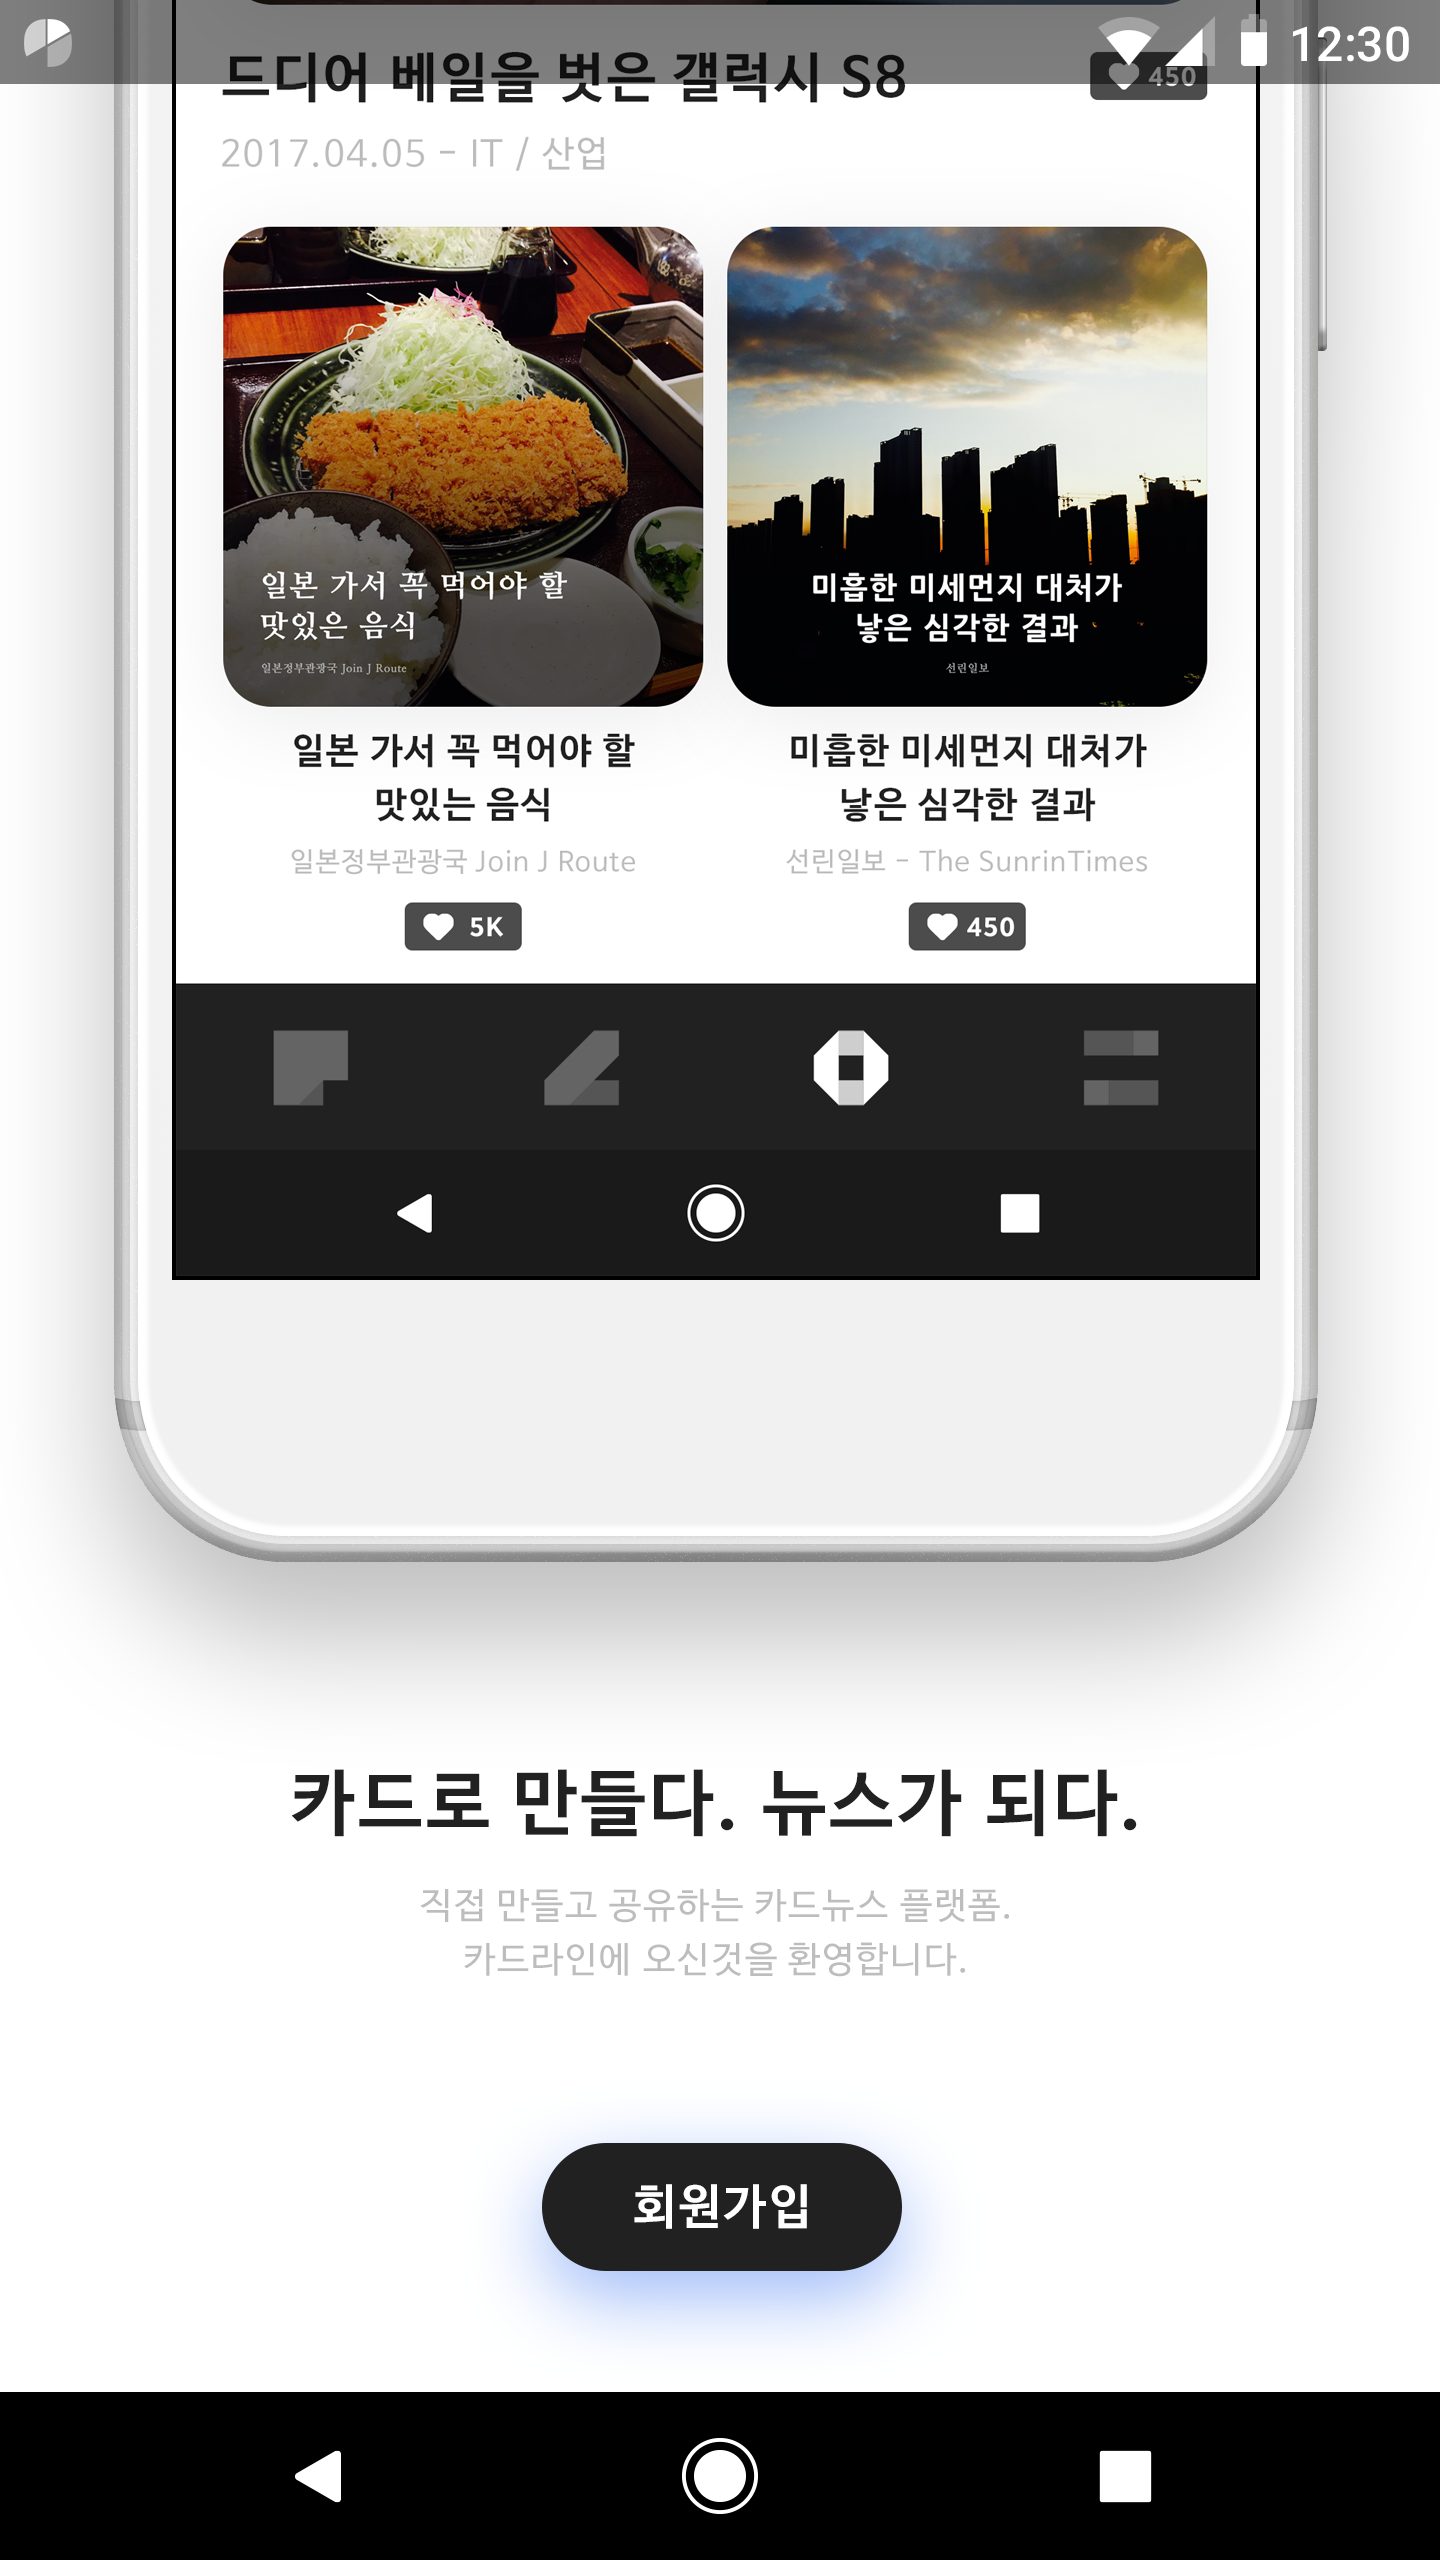 12:30
드디어 베일을 벗은 갤럭시 S8
450
2017.04.05 – IT / 산업
일본 가서 꼭 먹어야 할
맛있은 음식
일본정부관광국 Join J Route
미흡한 미세먼지 대처가
낳은 심각한 결과
선린일보
일본 가서 꼭 먹어야 할
맛있는 음식
일본정부관광국 Join J Route
5K
미흡한 미세먼지 대처가
낳은 심각한 결과
선린일보 – The SunrinTimes
450
카드로 만들다. 뉴스가 되다.
직접 만들고 공유하는 카드뉴스 플랫폼.
카드라인에 오신것을 환영합니다.
회원가입